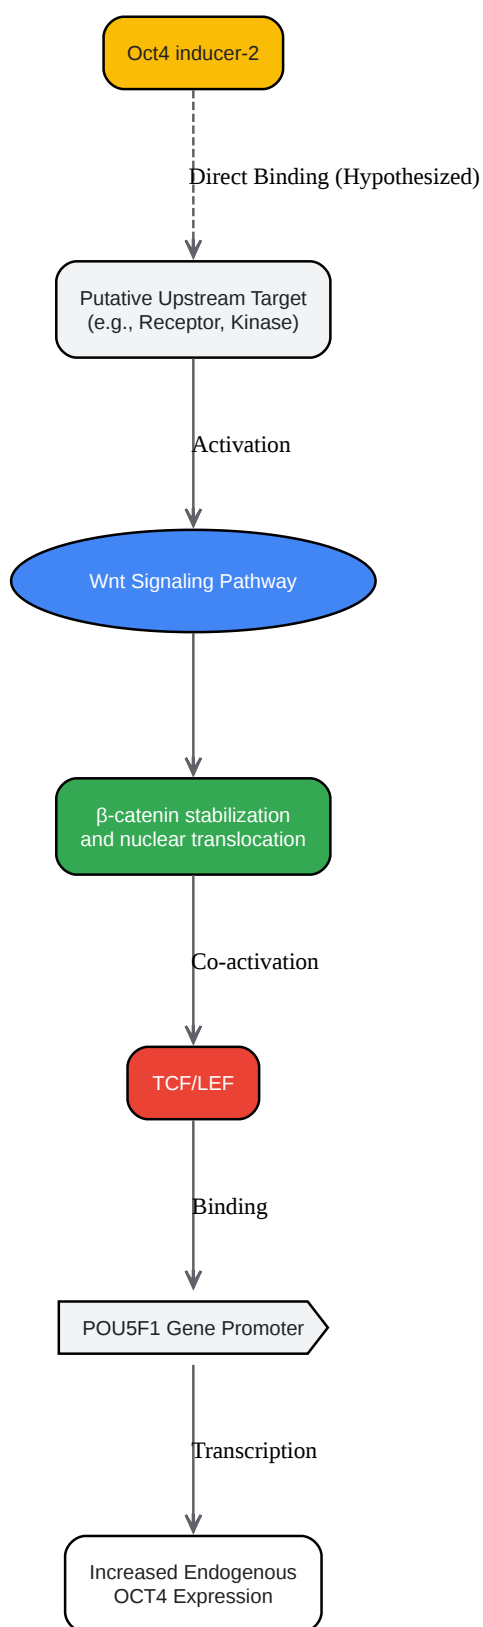 Oct4 inducer-2
Direct Binding (Hypothesized)
Putative Upstream Target
(e.g., Receptor, Kinase)
Activation
Wnt Signaling Pathway
β-catenin stabilization
and nuclear translocation
Co-activation
TCF/LEF
Binding
POU5F1 Gene Promoter
Transcription
Increased Endogenous
OCT4 Expression